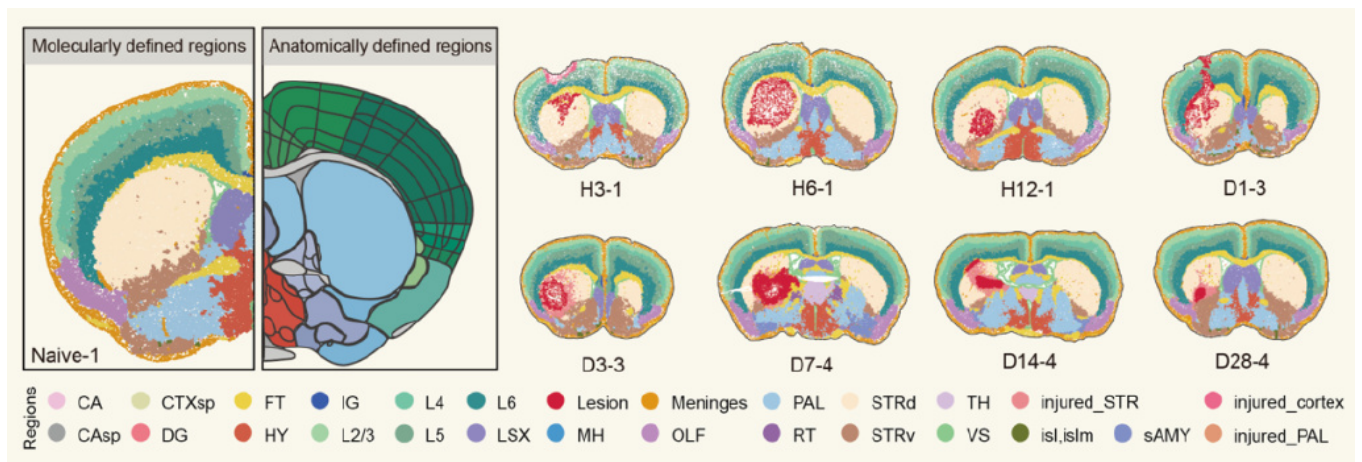 Molecularly defined regions
Anatomically defined regions
Naive-1
H3-1
H6-1
H12-1
D1-3
D3-3
D7-4
D14-4
D28-4
Regions
CA CTXsp FT IG L4 L6 Lesion Meninges PAL STRd TH injured_STR injured_cortex
CAsp DG HY L2/3 L5 LSX MH OLF RT STRv VS isl,islm sAMY injured_PAL